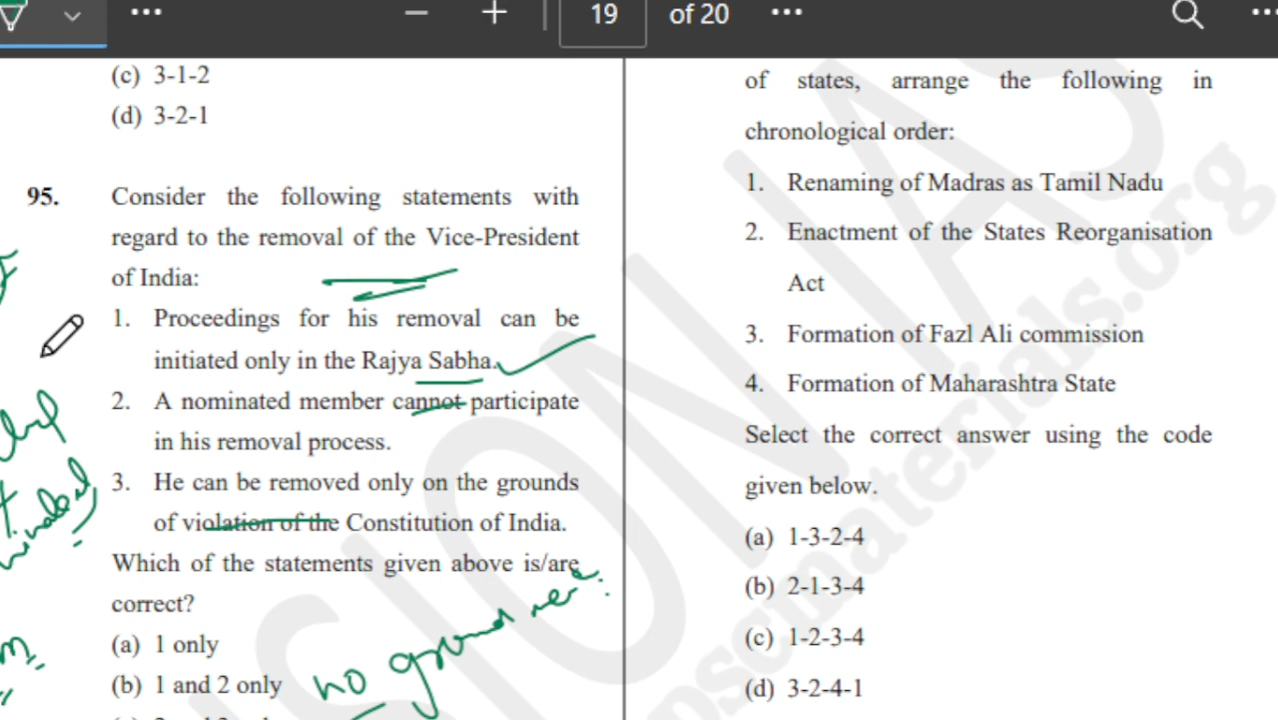 19 of 20
(c) 3-1-2
(d) 3-2-1
95. Consider the following statements with
regard to the removal of the Vice-President
of India:
1. Proceedings for his removal can be
initiated only in the Rajya Sabha.
2. A nominated member cannot participate
in his removal process.
3. He can be removed only on the grounds
of violation of the Constitution of India.
Which of the statements given above is/are
correct?
(a) 1 only
(b) 1 and 2 only
no ground
of states, arrange the following in
chronological order:
1. Renaming of Madras as Tamil Nadu
2. Enactment of the States Reorganisation
Act
3. Formation of Fazl Ali commission
4. Formation of Maharashtra State
Select the correct answer using the code
given below.
(a) 1-3-2-4
(b) 2-1-3-4
(c) 1-2-3-4
(d) 3-2-4-1